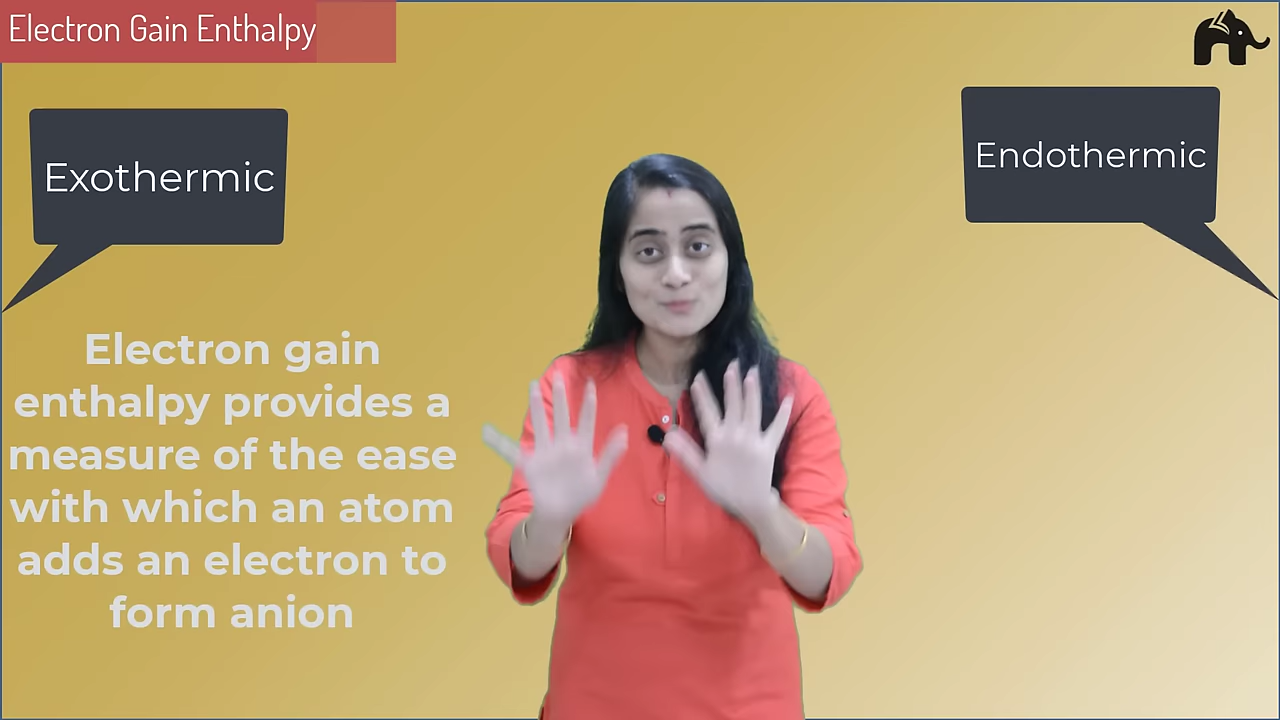 Electron Gain Enthalpy
Exothermic
Endothermic
Electron gain
enthalpy provides a
measure of the ease
with which an atom
adds an electron to
form anion